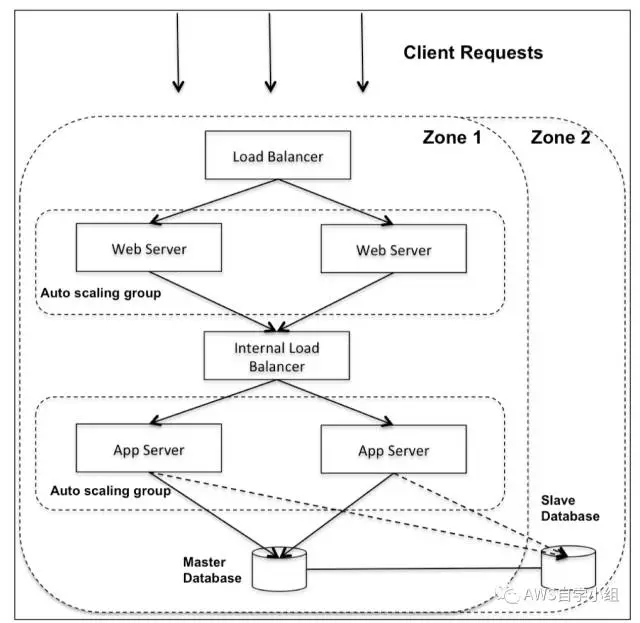 Client Requests
Zone 1
Zone 2
Load Balancer
Web Server
Web Server
Auto scaling group
Internal Load
Balancer
App Server
App Server
Auto scaling group
Slave
Database
Master
Database
AWS自学小组